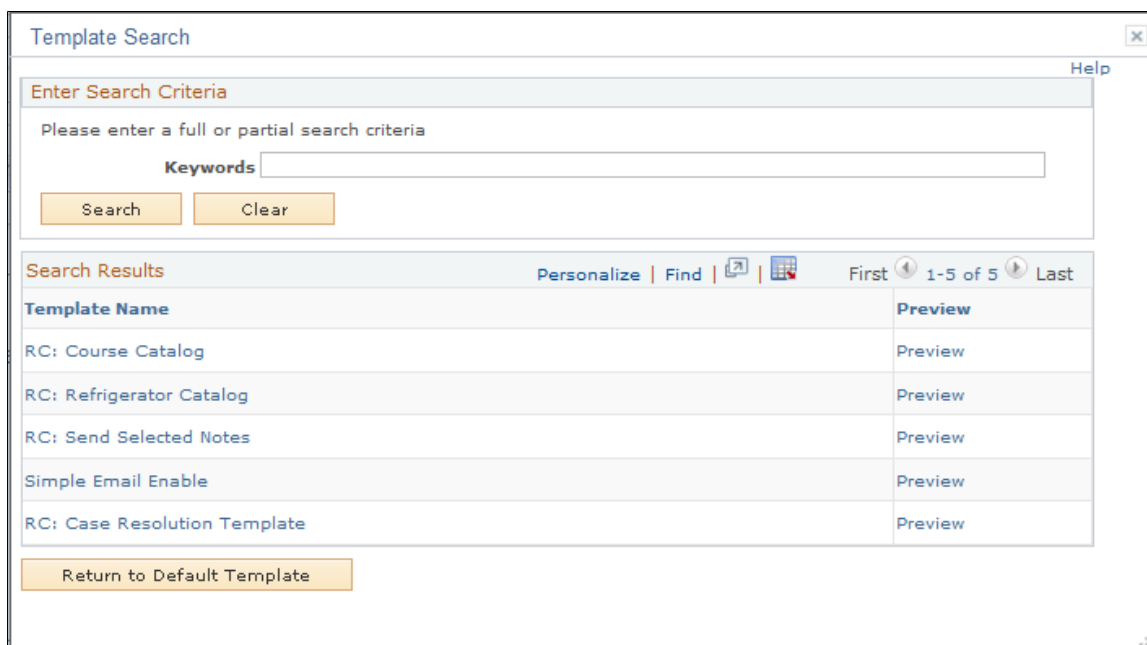 Template Search
Help
Enter Search Criteria
Please enter a full or partial search criteria
Keywords
Search Clear
Search Results Personalize | Find | | First 1-5 of 5 Last
Template Name Preview
RC: Course Catalog Preview
RC: Refrigerator Catalog Preview
RC: Send Selected Notes Preview
Simple Email Enable Preview
RC: Case Resolution Template Preview
Return to Default Template